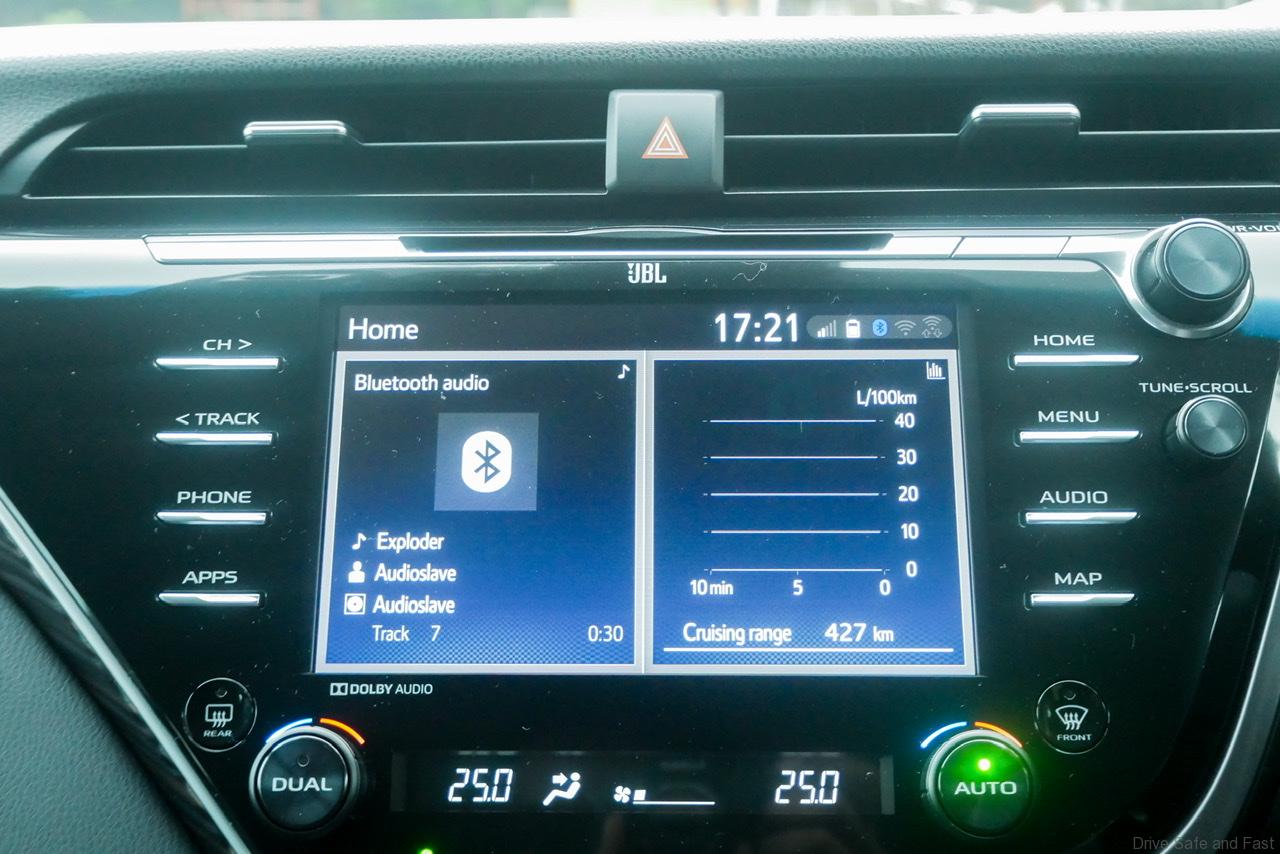 JBL
Home
17:21
CH >
< TRACK
PHONE
APPS
Bluetooth audio
Exploder
Audioslave
Audioslave
Track 7 0:30
L/100km
40
30
20
10
0
10 min 5 0
Cruising range 427 km
HOME
TUNE•SCROLL
MENU
AUDIO
MAP
DOLBY AUDIO
REAR
FRONT
DUAL
25.0
25.0
AUTO
Drive Safe and Fast